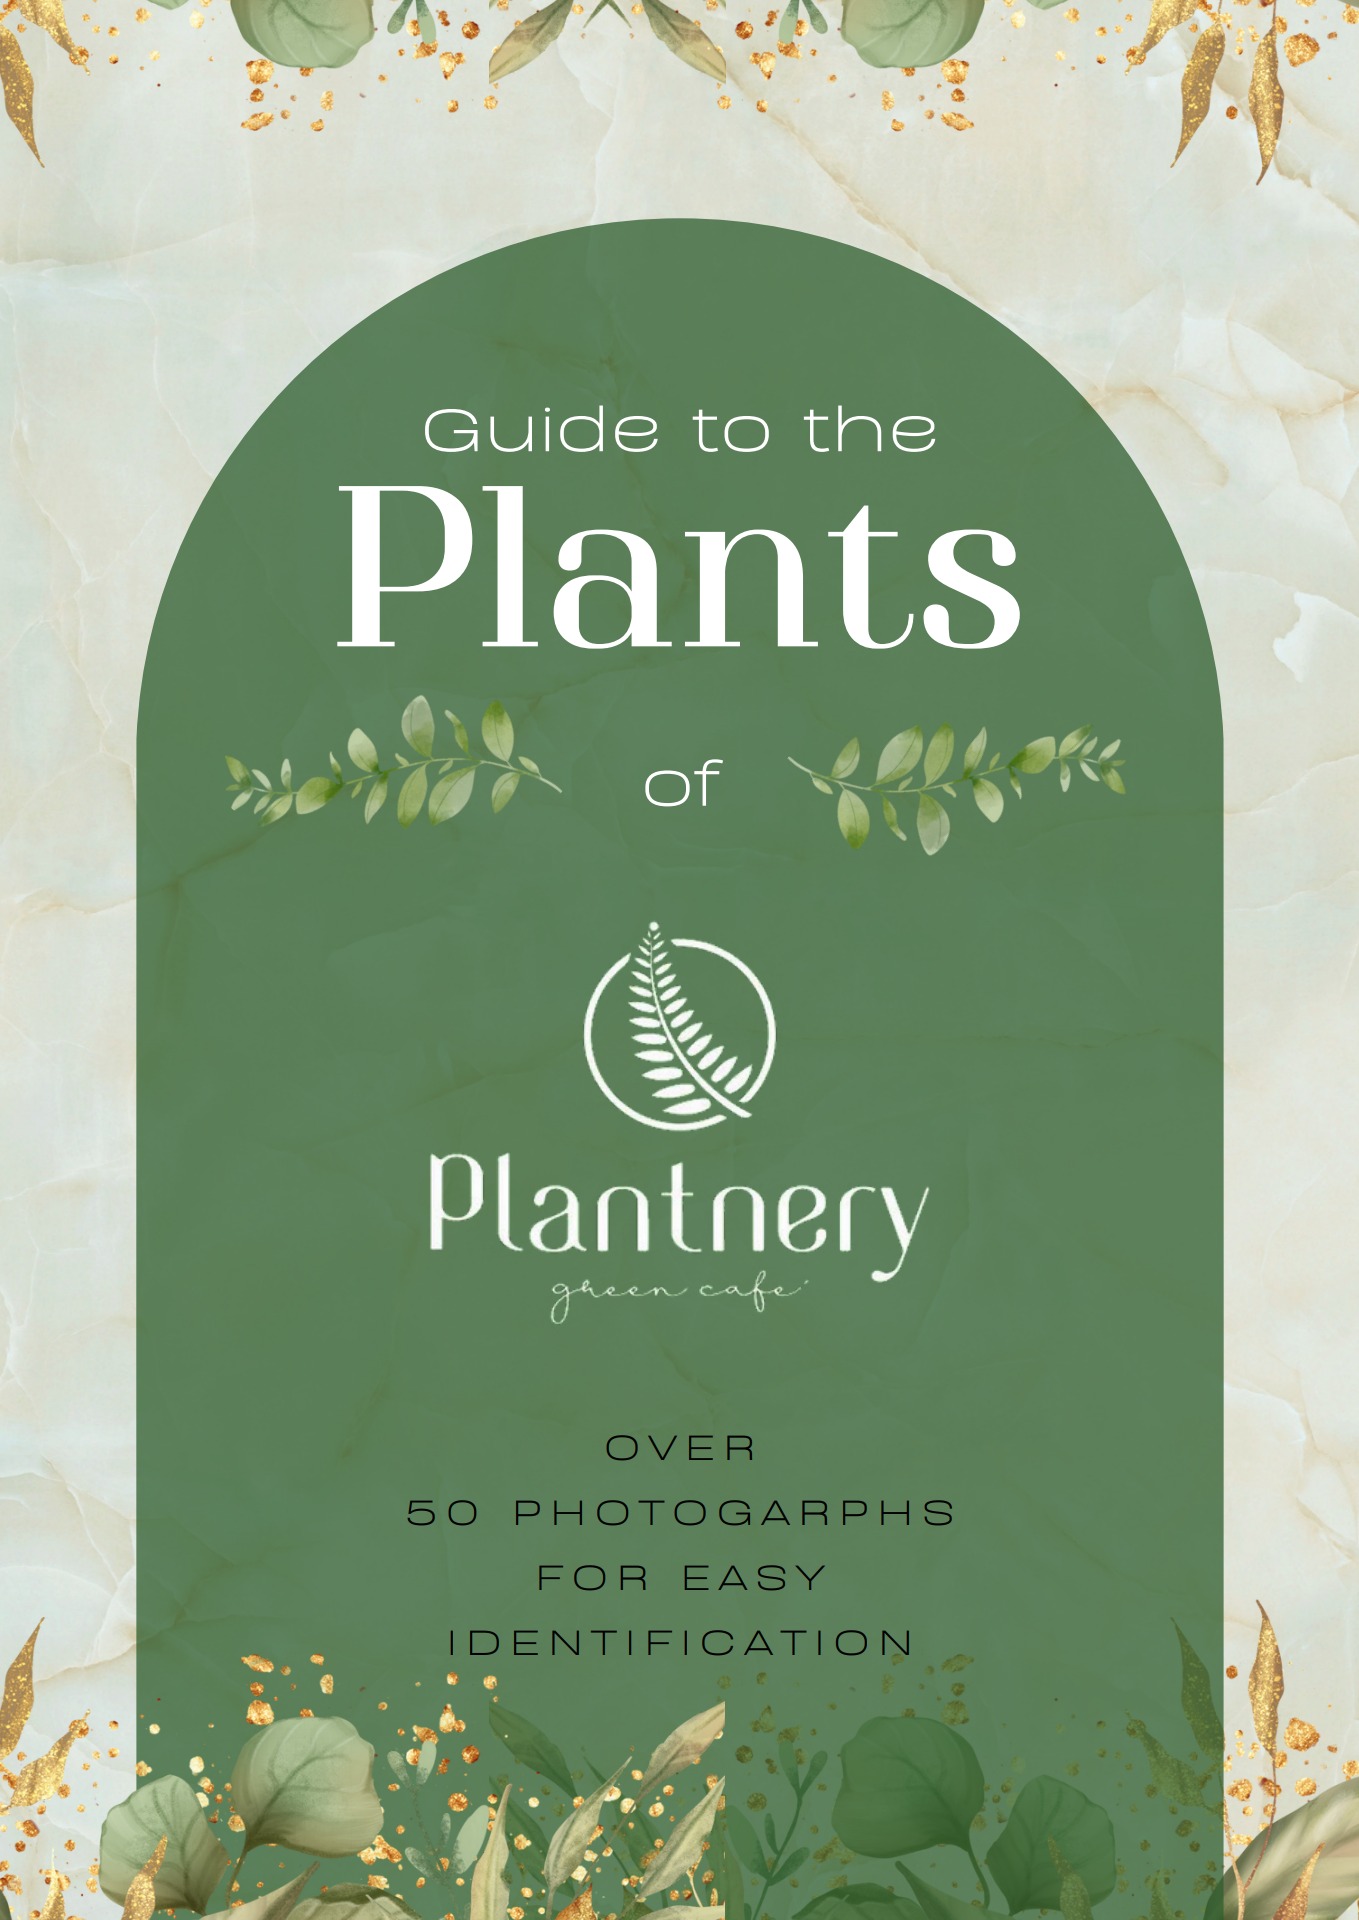 Guide to the
Plants
of
Plantnery
green cafe'
OVER
50 PHOTOGARPHS
FOR EASY
IDENTIFICATION